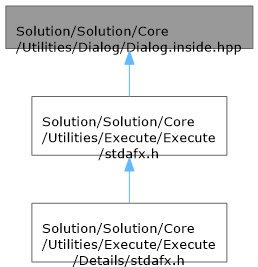 Solution/Solution/Core
/Utilities/Dialog/Dialog.inside.hpp
Solution/Solution/Core
/Utilities/Execute/Execute
/stdafx.h
Solution/Solution/Core
/Utilities/Execute/Execute
/Details/stdafx.h